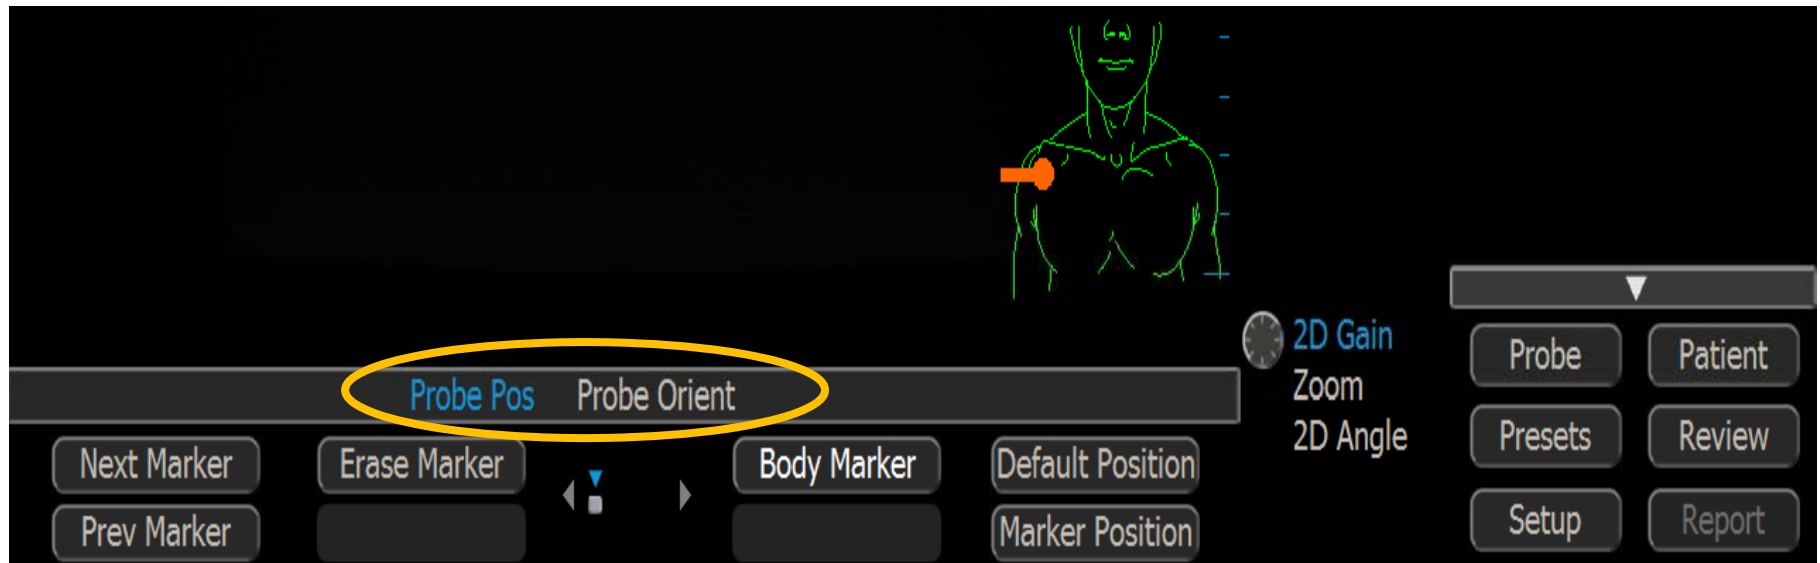 2D Gain
Zoom
2D Angle
Probe Patient
Presets Review
Setup Report
Probe Pos Probe Orient
Next Marker Erase Marker Body Marker Default Position
Prev Marker Marker Position